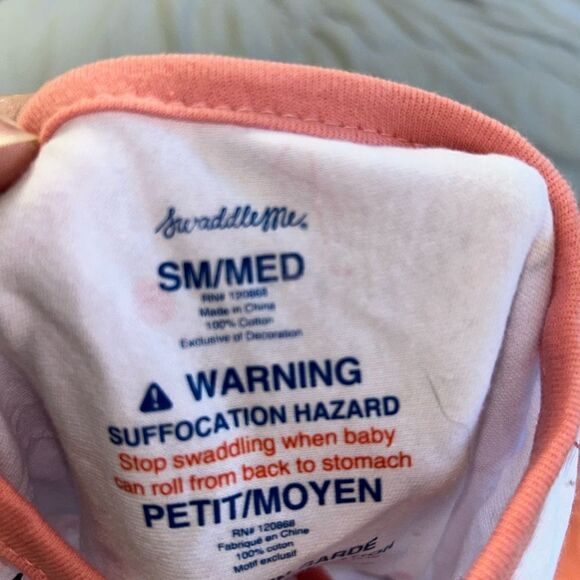 SwaddleMe.
SM/MED
RN# 120868
Made in China
100% Cotton
Exclusive of Decoration
WARNING
SUFFOCATION HAZARD
Stop swaddling when baby
can roll from back to stomach
PETIT/MOYEN
RN# 120868
Fabriqué en Chine
100% coton
Motif exclusif
GARDÉ